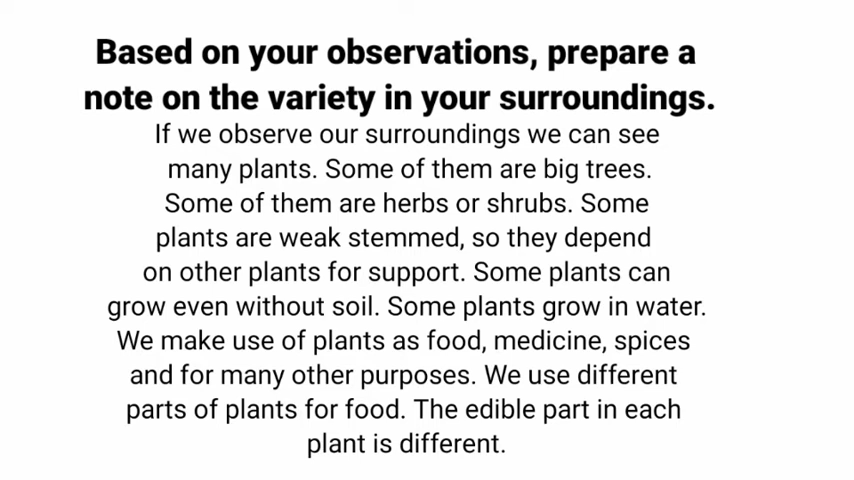 Based on your observations, prepare a
note on the variety in your surroundings.
If we observe our surroundings we can see
many plants. Some of them are big trees.
Some of them are herbs or shrubs. Some
plants are weak stemmed, so they depend
on other plants for support. Some plants can
grow even without soil. Some plants grow in water.
We make use of plants as food, medicine, spices
and for many other purposes. We use different
parts of plants for food. The edible part in each
plant is different.